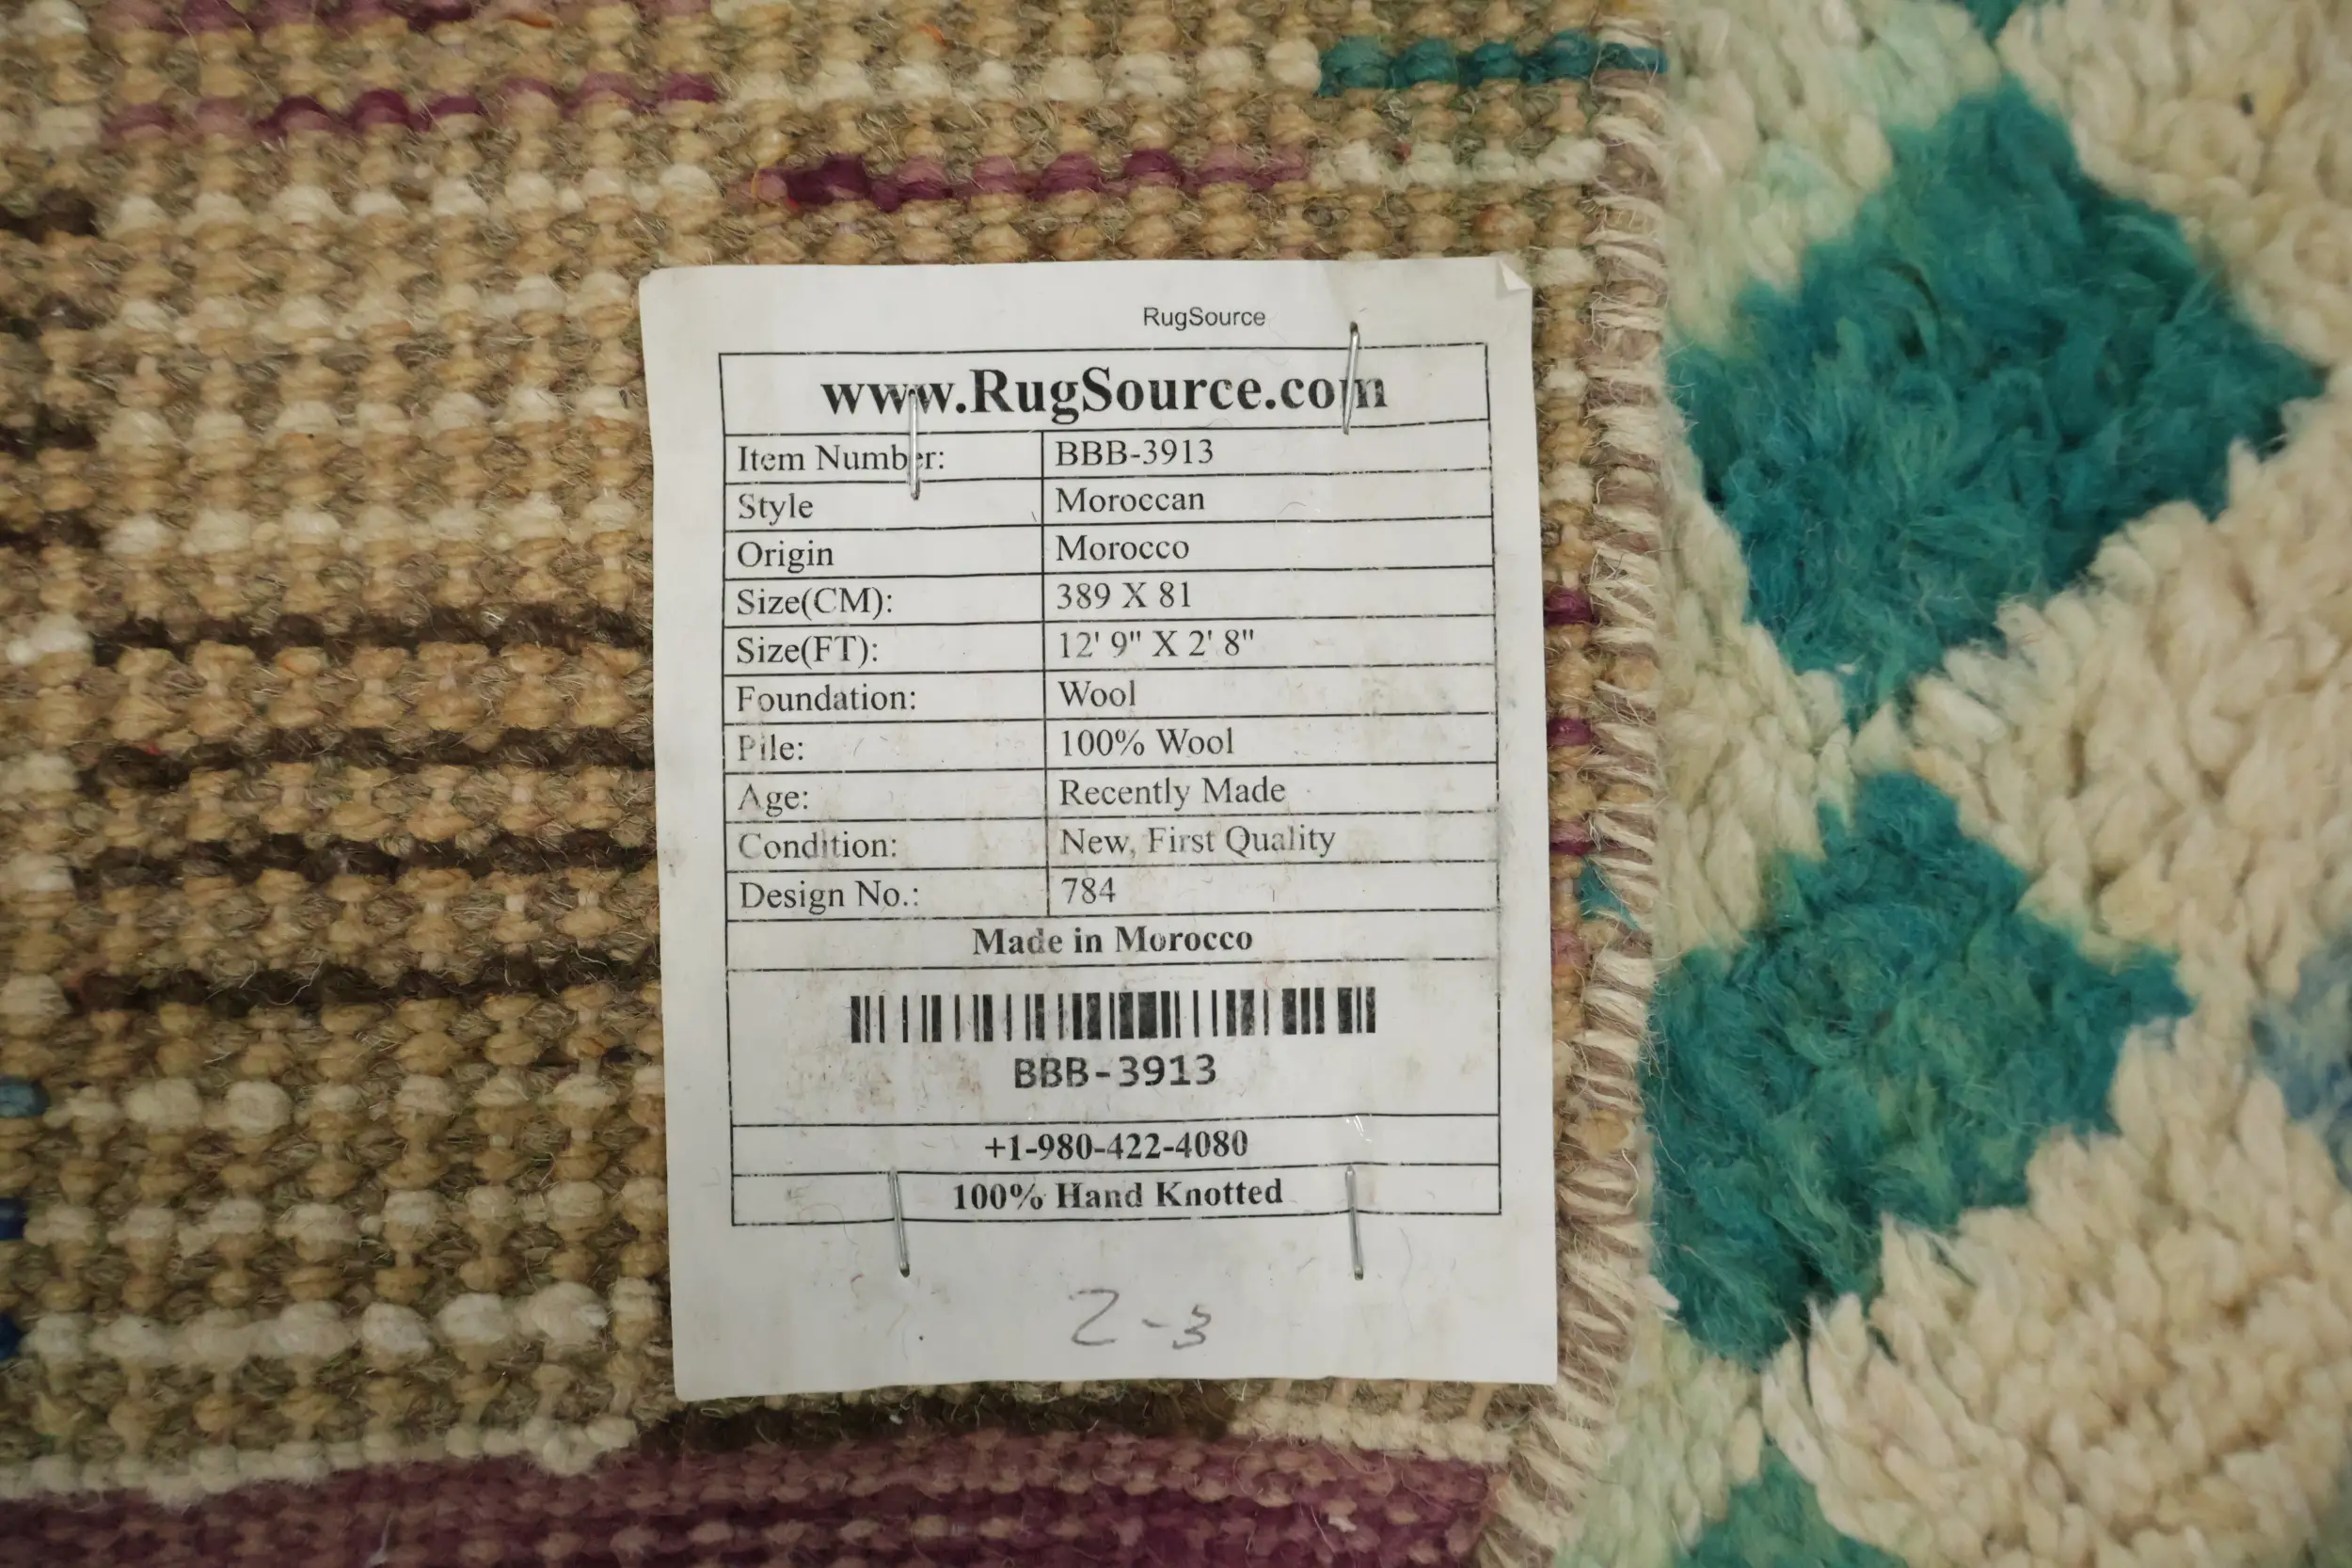 RugSource
www.RugSource.com
Item Number: BBB-3913
Style Moroccan
Origin Morocco
Size(CM): 389 X 81
Size(FT): 12' 9" X 2' 8"
Foundation: Wool
Pile: 100% Wool
Age: Recently Made
Condition: New, First Quality
Design No.: 784
Made in Morocco
BBB-3913
+1-980-422-4080
100% Hand Knotted
2-3